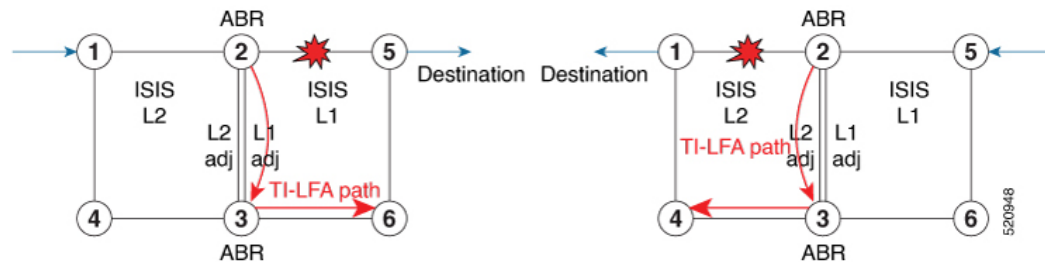 ABR
1
2
5
Destination
ISIS
L2
ISIS
L1
L2
adj
L1
adj
TI-LFA path
4
3
6
ABR
ABR
1
2
5
Destination
ISIS
L2
ISIS
L1
TI-LFA path
L2
adj
L1
adj
4
3
6
ABR
520948